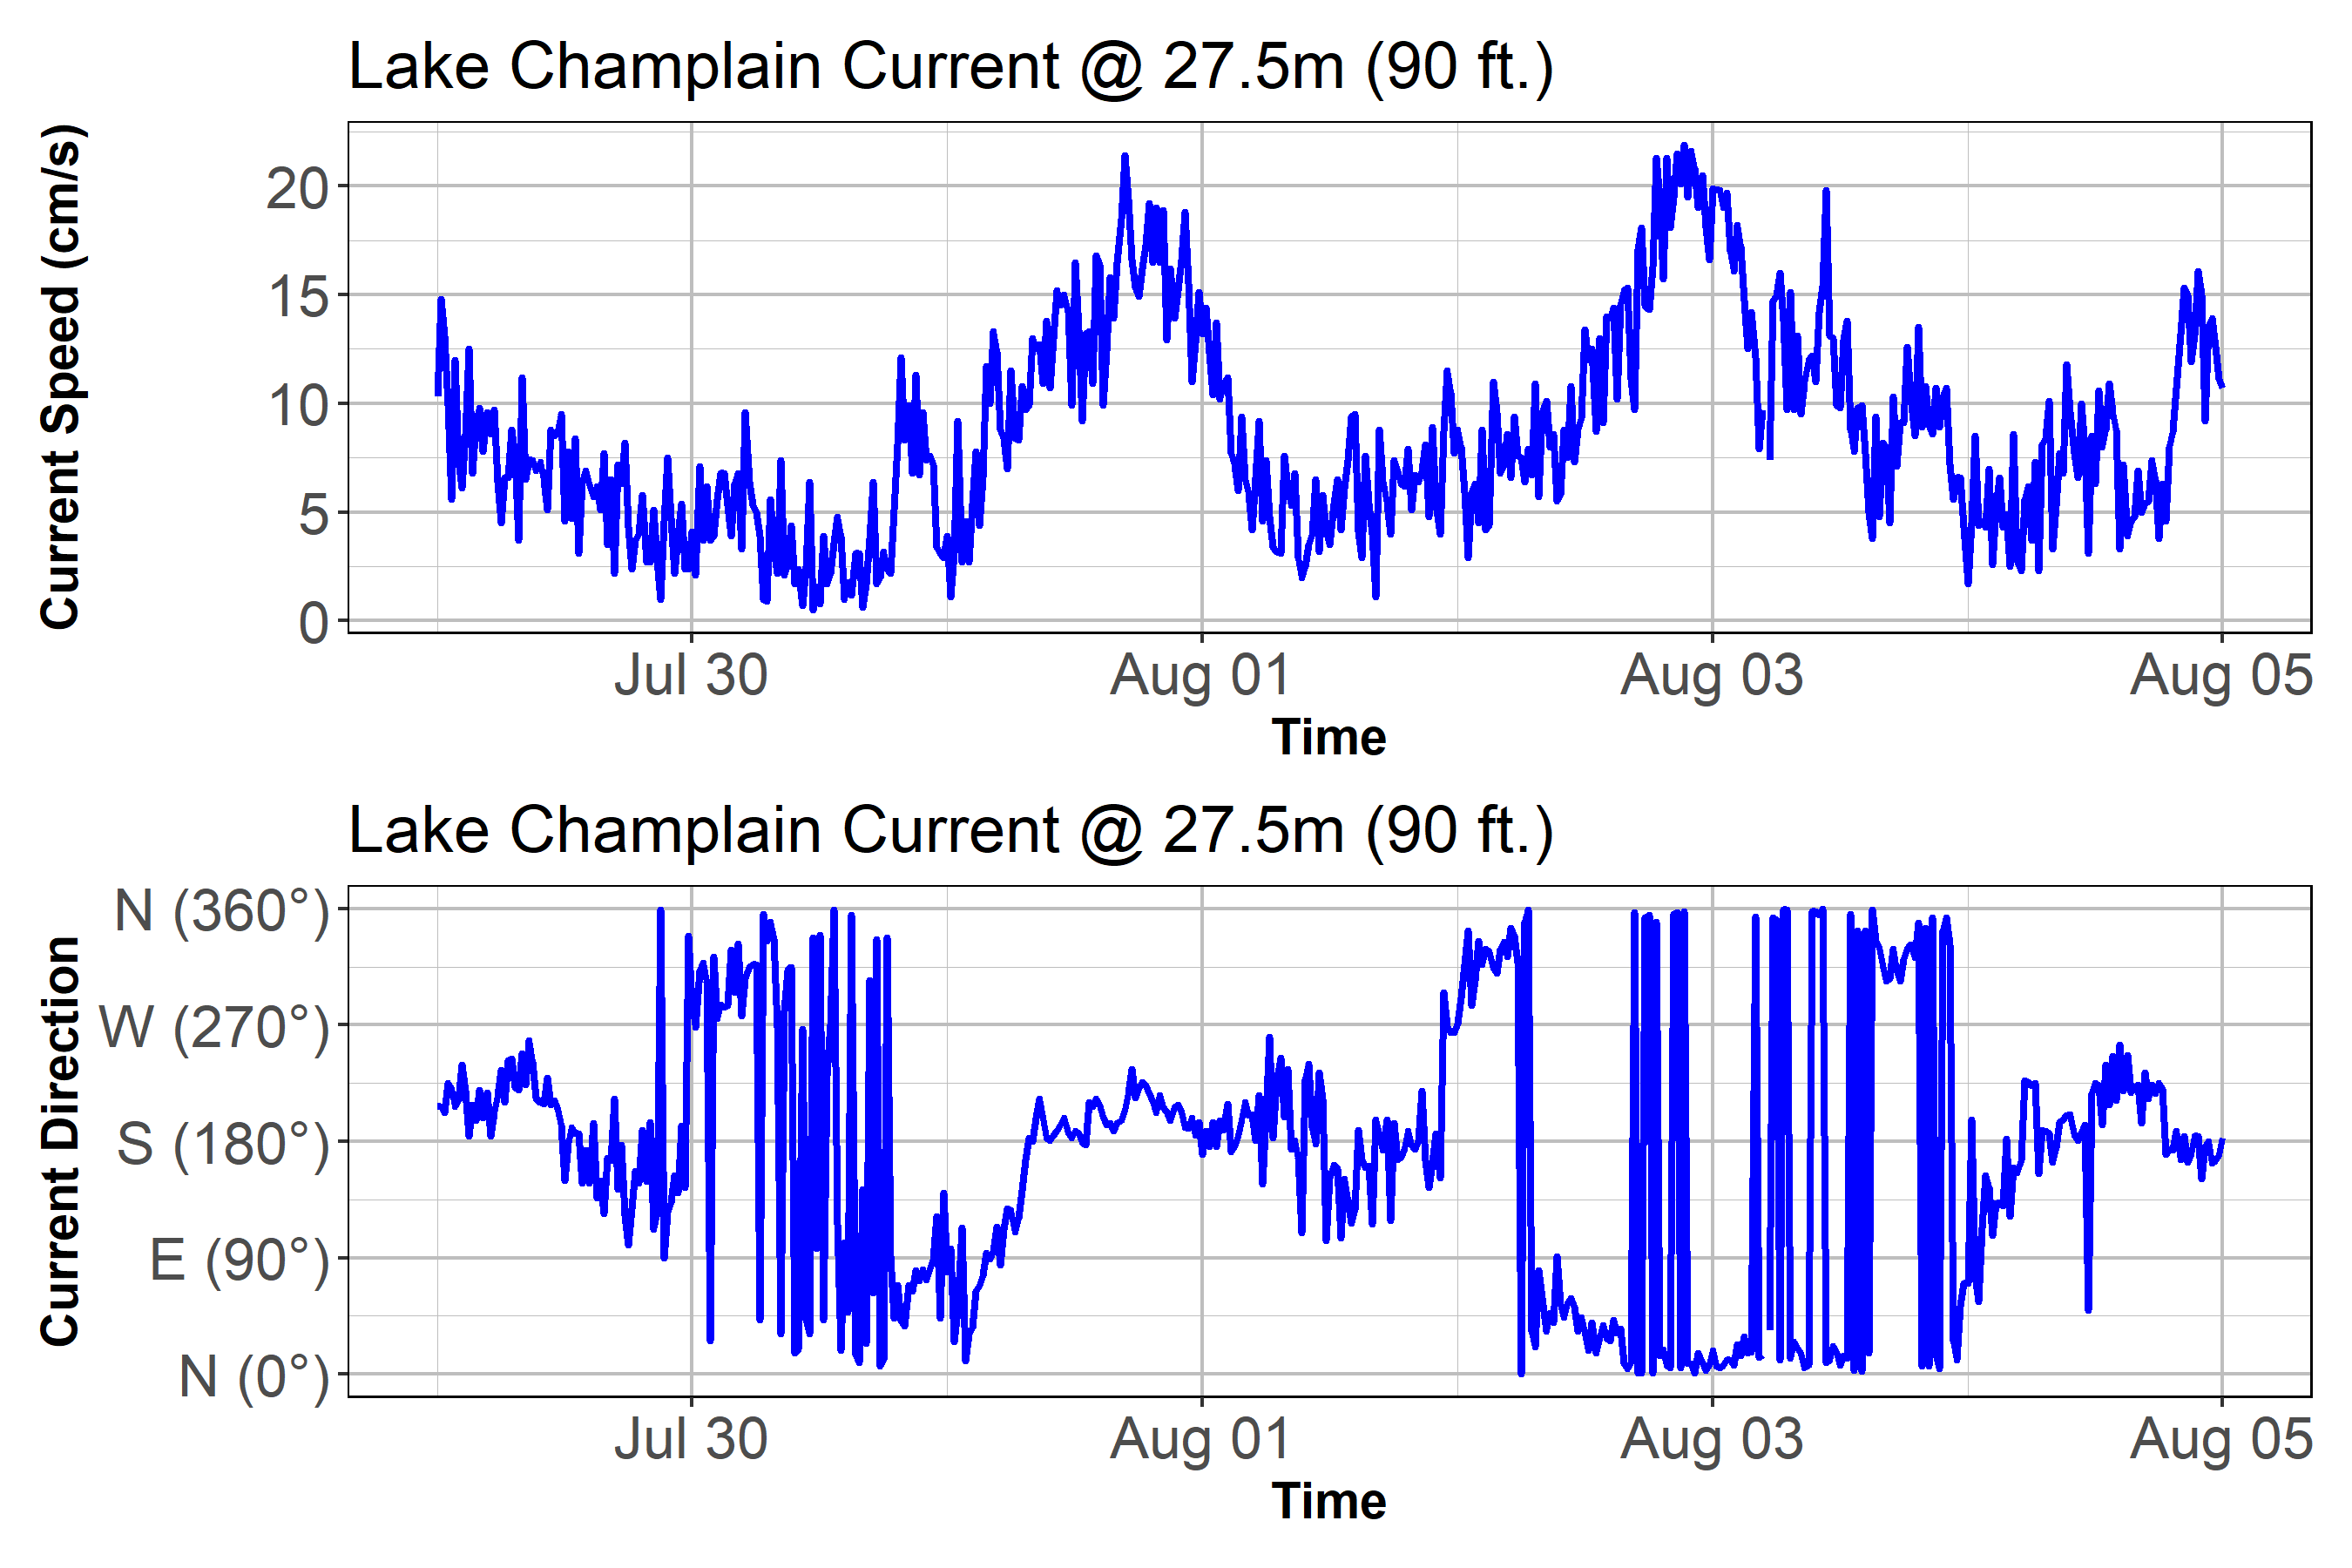 Lake Champlain Current @ 27.5m (90 ft.)
Current Speed (cm/s)
20
15
10
5
0
Jul 30 Aug 01 Aug 03 Aug 05
Time
Lake Champlain Current @ 27.5m (90 ft.)
Current Direction
N (360°)
W (270°)
S (180°)
E (90°)
N (0°)
Jul 30 Aug 01 Aug 03 Aug 05
Time